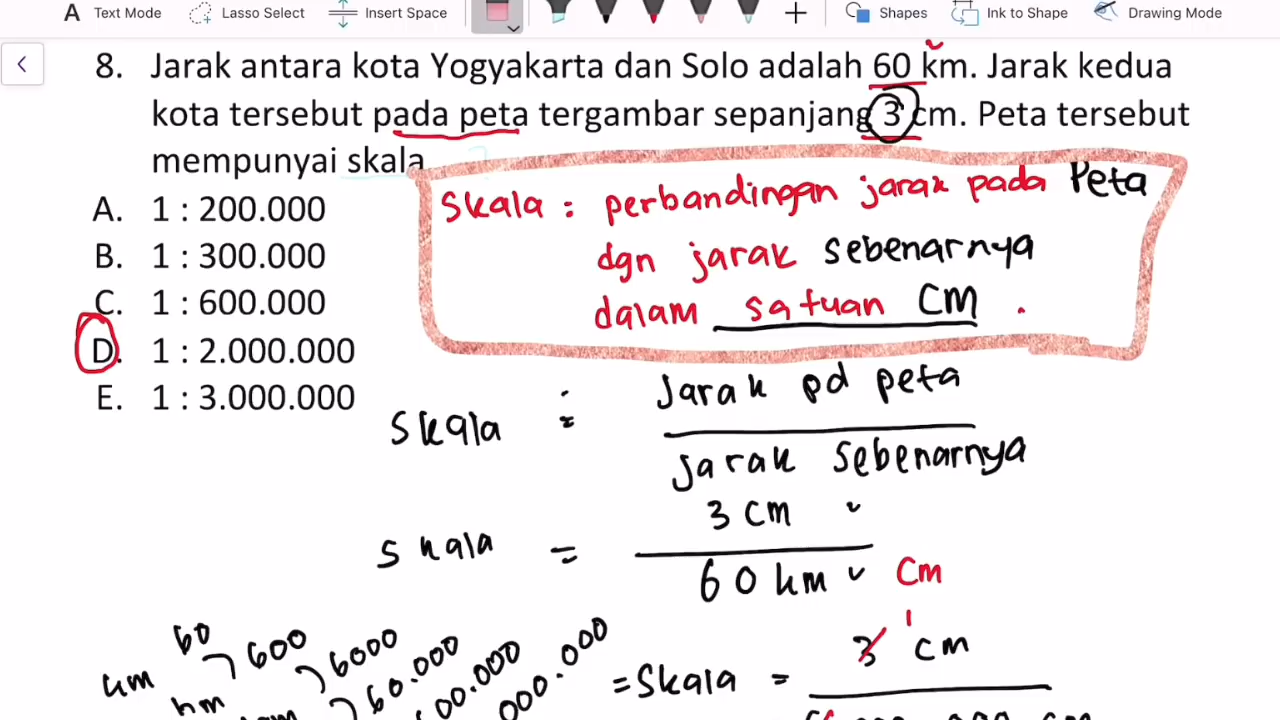 Text Mode Lasso Select Insert Space Shapes Ink to Shape Drawing Mode
8. Jarak antara kota Yogyakarta dan Solo adalah 60 km. Jarak kedua
kota tersebut pada peta tergambar sepanjang 3 cm. Peta tersebut
mempunyai skala
A. 1 : 200.000
B. 1 : 300.000
C. 1 : 600.000
D. 1 : 2.000.000
E. 1 : 3.000.000
Skala : perbandingan jarak pada Peta
dgn jarak sebenarnya
dalam satuan CM .
Skala = Jarak pd peta
jarak sebenarnya
skala = 3 cm
60 km cm
60 600 6000 60.000 000.000
km hm
= Skala = 3 1 cm